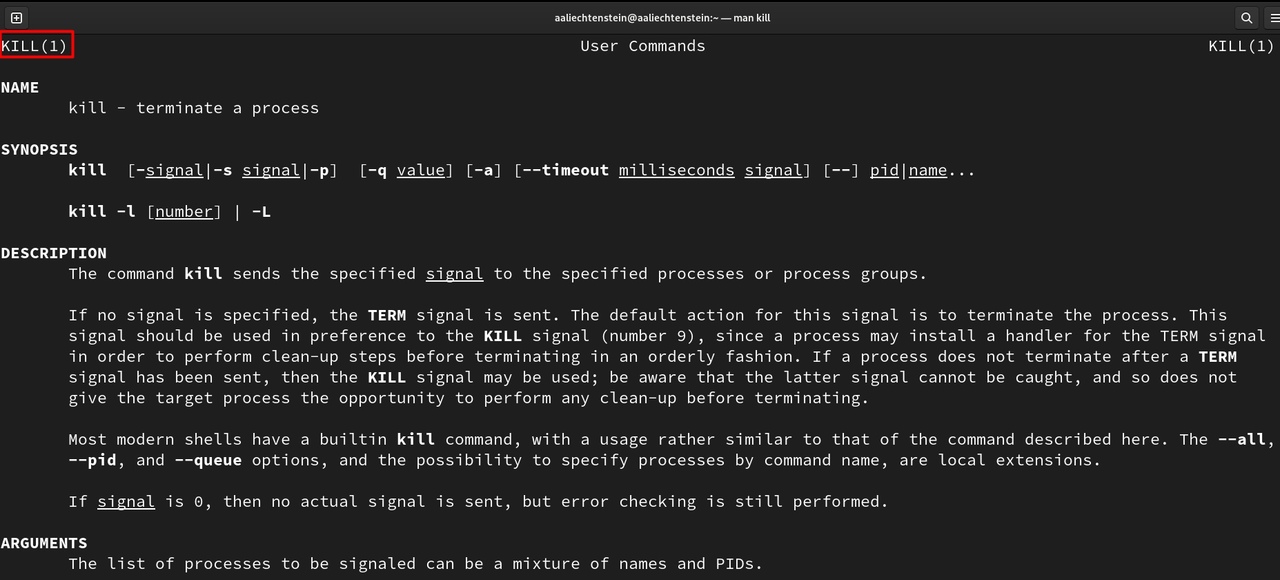 aaliechtenstein@aaliechtenstein:~ — man kill
KILL(1) User Commands KILL(1)
NAME
kill - terminate a process
SYNOPSIS
kill [-signal|-s signal|-p] [-q value] [-a] [--timeout milliseconds signal] [--] pid|name...
kill -l [number] | -L
DESCRIPTION
The command kill sends the specified signal to the specified processes or process groups.
If no signal is specified, the TERM signal is sent. The default action for this signal is to terminate the process. This
signal should be used in preference to the KILL signal (number 9), since a process may install a handler for the TERM signal
in order to perform clean-up steps before terminating in an orderly fashion. If a process does not terminate after a TERM
signal has been sent, then the KILL signal may be used; be aware that the latter signal cannot be caught, and so does not
give the target process the opportunity to perform any clean-up before terminating.
Most modern shells have a builtin kill command, with a usage rather similar to that of the command described here. The --all,
--pid, and --queue options, and the possibility to specify processes by command name, are local extensions.
If signal is 0, then no actual signal is sent, but error checking is still performed.
ARGUMENTS
The list of processes to be signaled can be a mixture of names and PIDs.